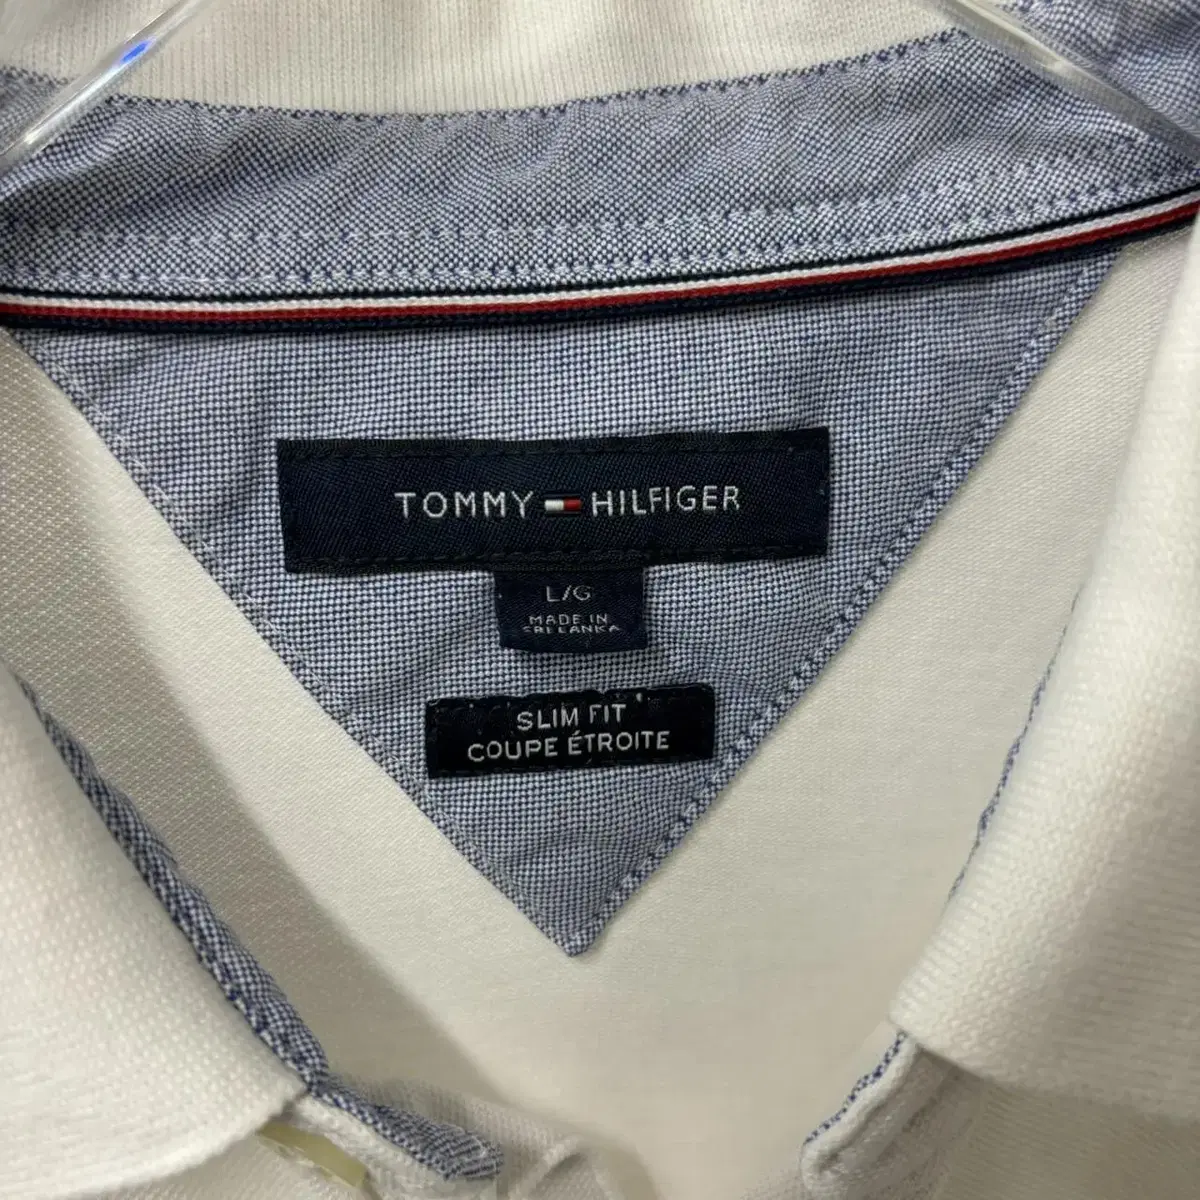 TOMMY HILFIGER
L/G
MADE IN
SRI LANKA
SLIM FIT
COUPE ÉTROITE